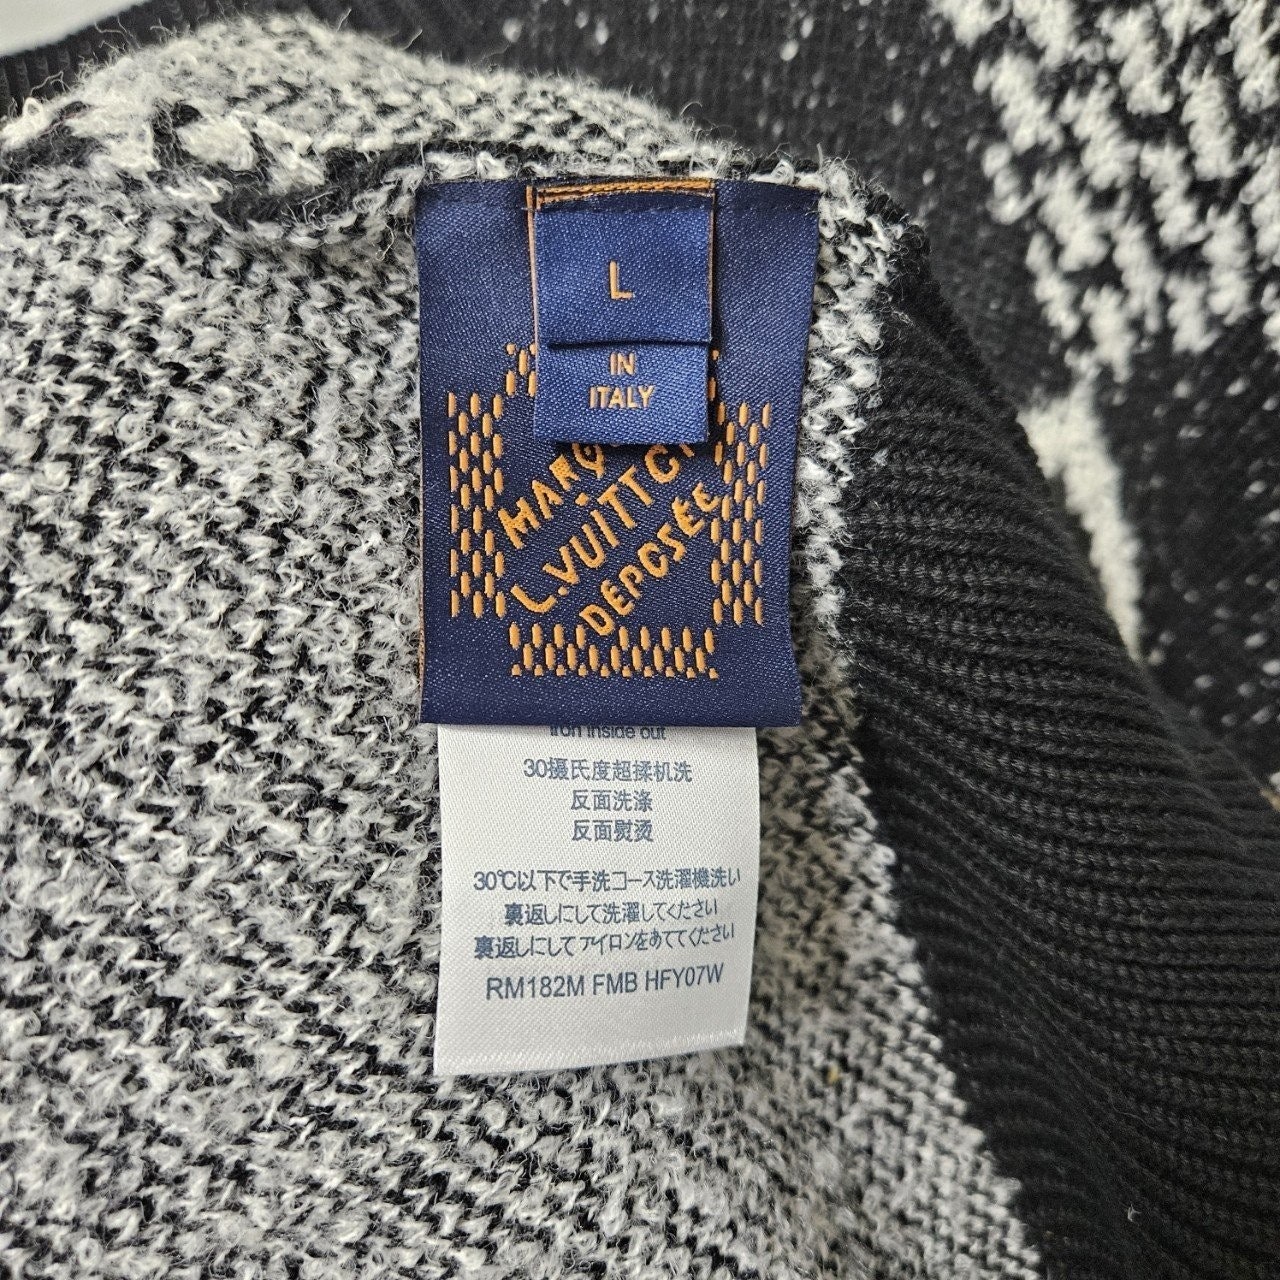 L
IN
ITALY
MARQ
L.VUITTON
DÉPOSÉE
Iron inside out
30摄氏度超揉机洗
反面洗涤
反面熨烫
30℃以下で手洗コース洗濯機洗い
裏返しにして洗濯してください
裏返しにしてアイロンをあててください
RM182M FMB HFY07W